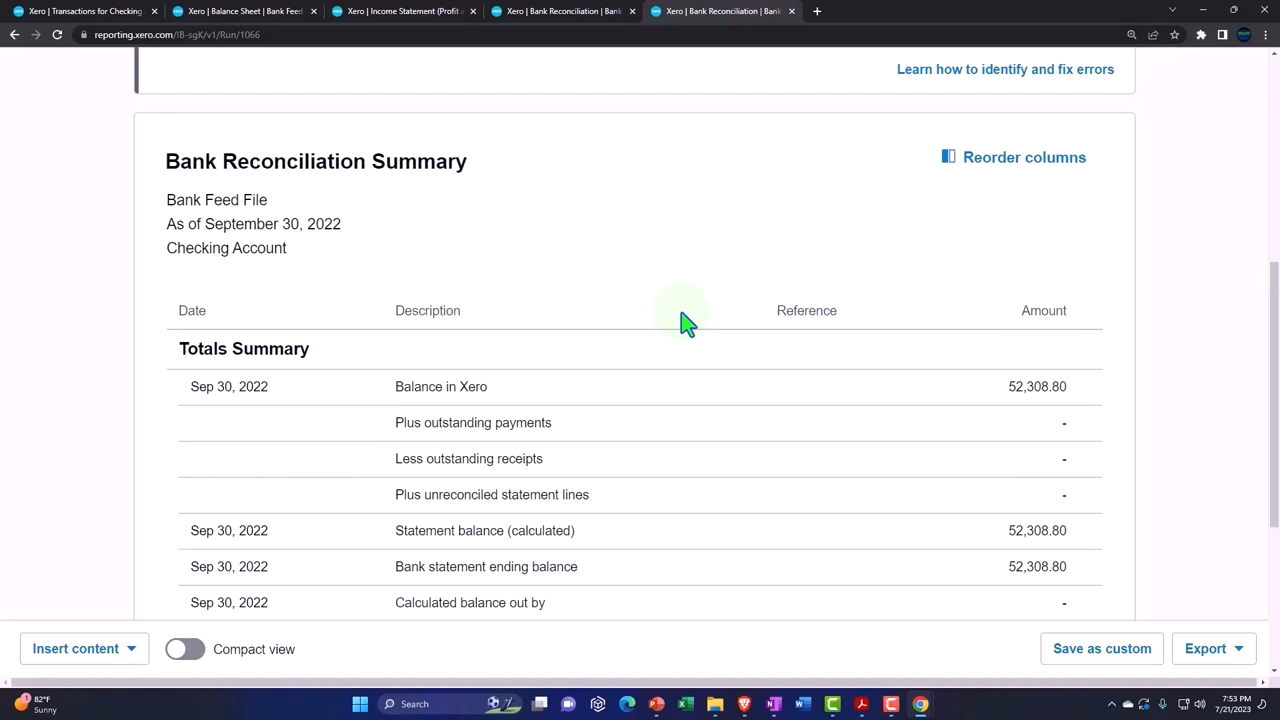 Xero | Transactions for Checking
Xero | Balance Sheet | Bank Feed
Xero | Income Statement (Profit a
Xero | Bank Reconciliation | Bank
Xero | Bank Reconciliation | Bank
reporting.xero.com/!B-sgK/v1/Run/1066
Learn how to identify and fix errors
Bank Reconciliation Summary
Reorder columns
Bank Feed File
As of September 30, 2022
Checking Account
Date Description Reference Amount
Totals Summary
Sep 30, 2022 Balance in Xero 52,308.80
Plus outstanding payments -
Less outstanding receipts -
Plus unreconciled statement lines -
Sep 30, 2022 Statement balance (calculated) 52,308.80
Sep 30, 2022 Bank statement ending balance 52,308.80
Sep 30, 2022 Calculated balance out by -
Insert content
Compact view
Save as custom
Export
1
82°F
Sunny
Search
7:53 PM
7/21/2023